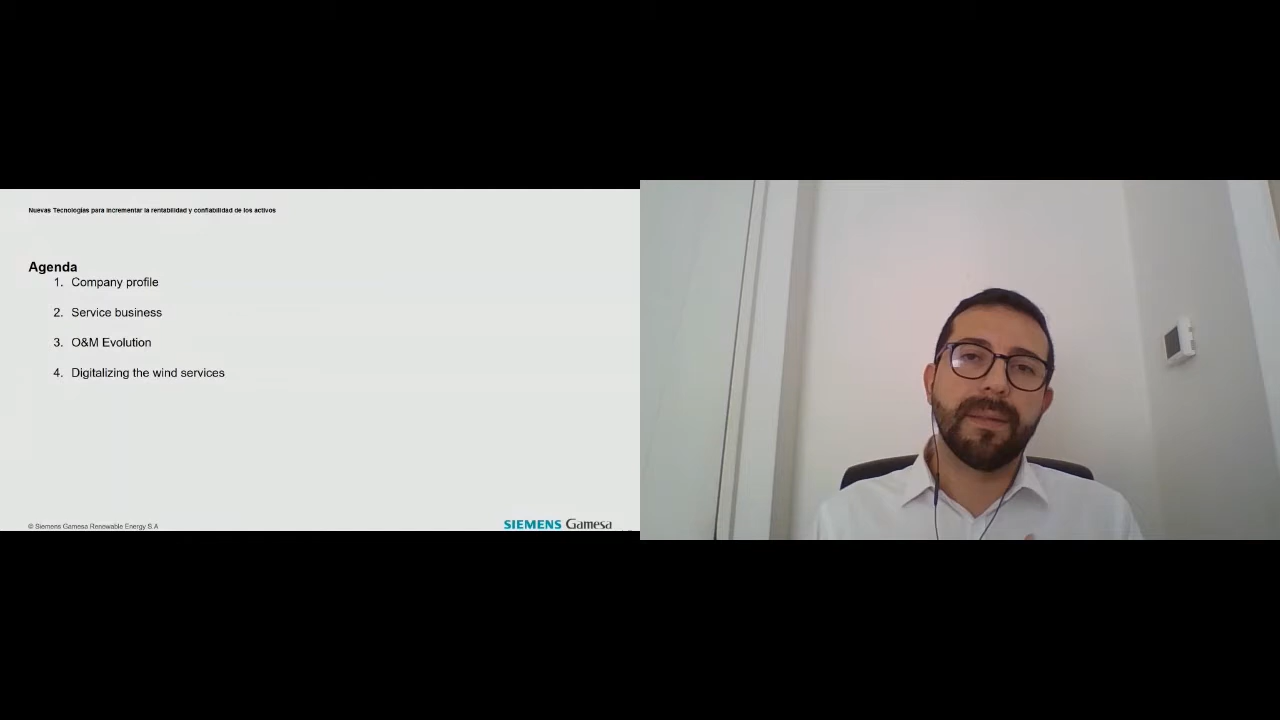 Nuevas Tecnologías para incrementar la rentabilidad y confiabilidad de los activos
Agenda
1. Company profile
2. Service business
3. O&M Evolution
4. Digitalizing the wind services
© Siemens Gamesa Renewable Energy S.A
SIEMENS Gamesa